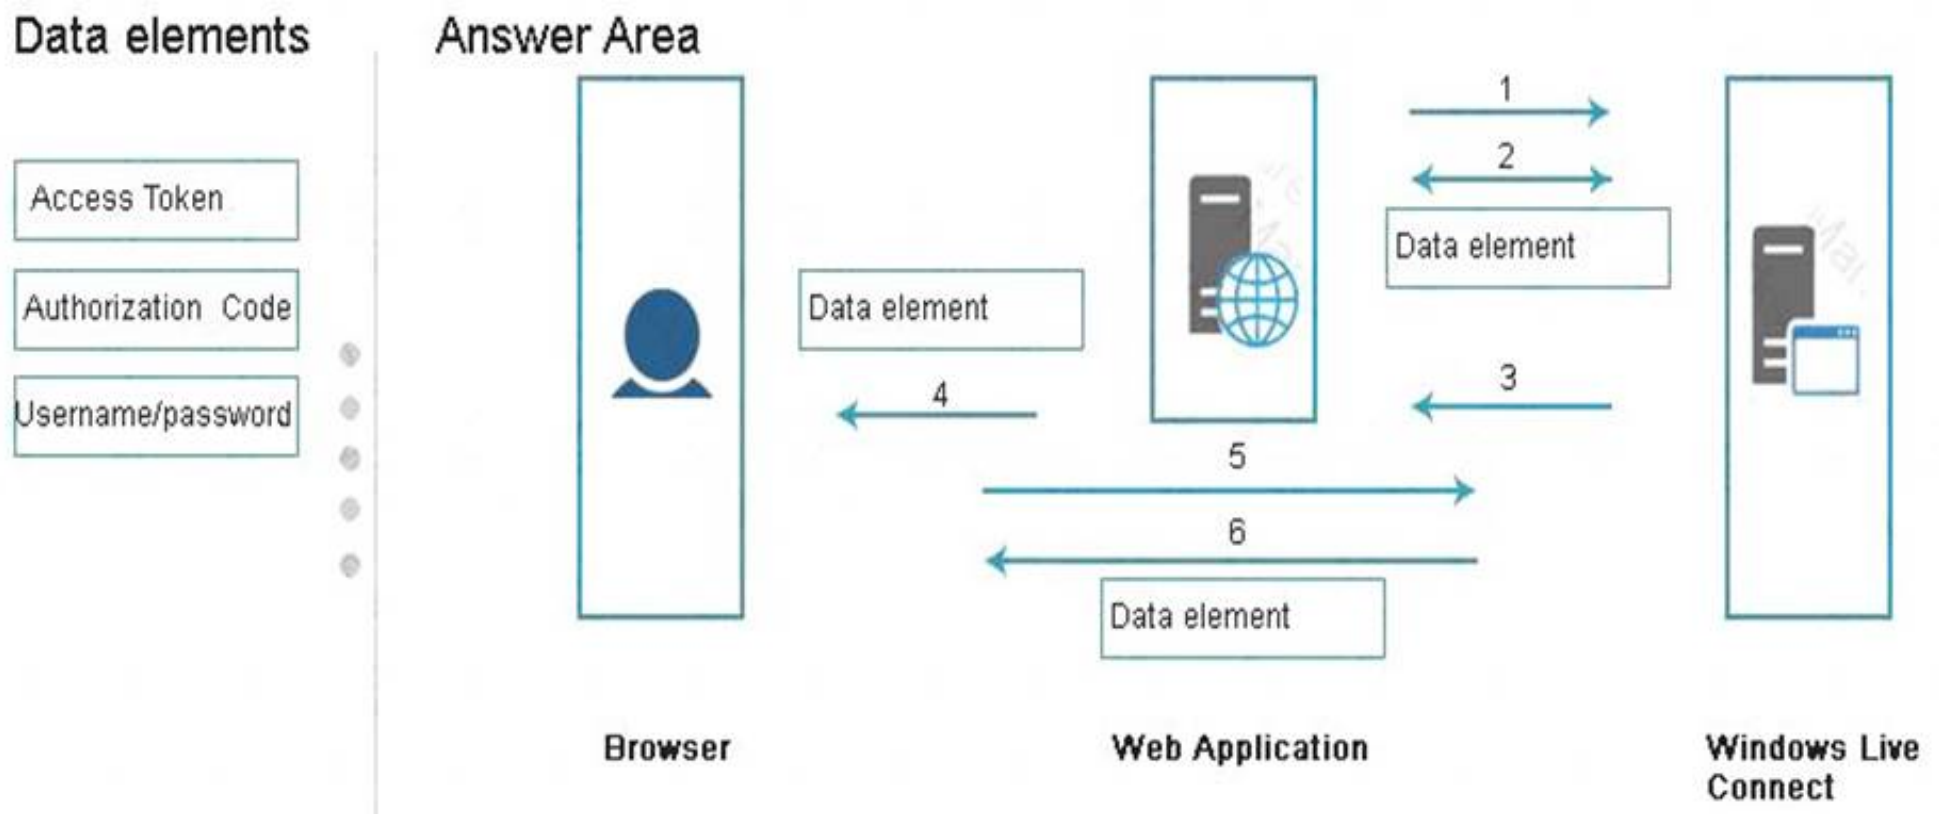 Data elements
Answer Area
Access Token
Authorization Code
Username/password
1
2
Data element
Data element
3
4
5
6
Data element
Browser
Web Application
Windows Live
Connect